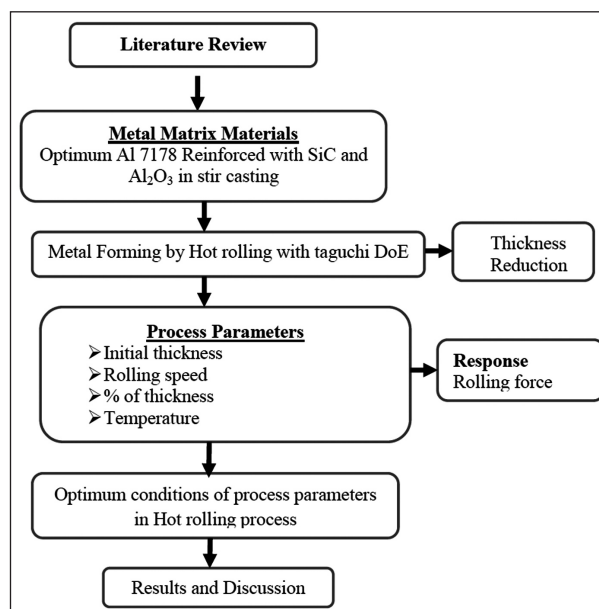 Literature Review
Metal Matrix Materials
Optimum Al 7178 Reinforced with SiC and
Al₂O₃ in stir casting
Metal Forming by Hot rolling with taguchi DoE
Thickness
Reduction
Process Parameters
➢Initial thickness
➢Rolling speed
➢% of thickness
➢Temperature
Response
Rolling force
Optimum conditions of process parameters
in Hot rolling process
Results and Discussion